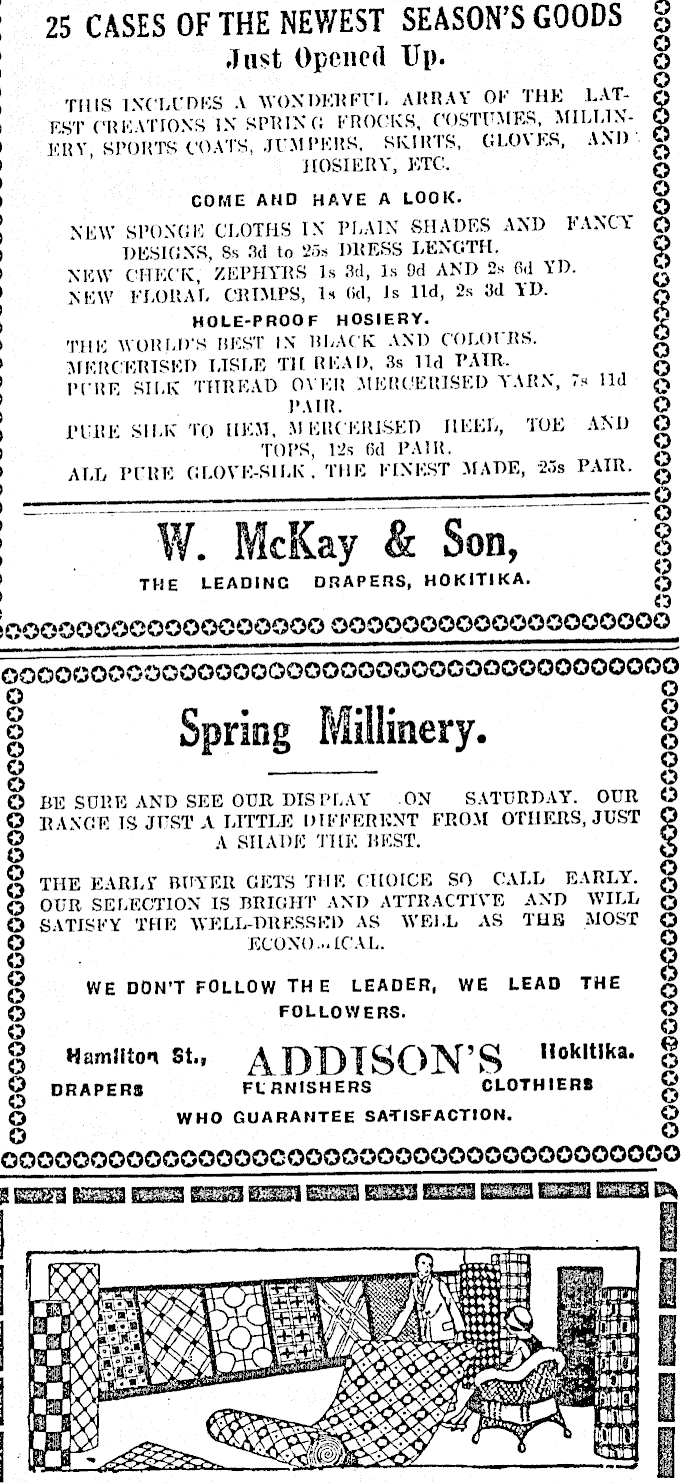 25 CASES OF THE NEWEST SEASON'S GOODS
Just Opened Up.
THIS INCLUDES A WONDERFUL ARRAY OF THE LAT-
EST CREATIONS IN SPRING FROCKS, COSTUMES, MILLIN-
ERY, SPORTS COATS, JUMPERS, SKIRTS, GLOVES, AND
HOSIERY, ETC.
COME AND HAVE A LOOK.
NEW SPONGE CLOTHS IN PLAIN SHADES AND FANCY
DESIGNS, 8s 3d to 25s DRESS LENGTH.
NEW CHECK, ZEPHYRS 1s 3d, 1s 9d AND 2s 6d YD.
NEW FLORAL CRIMPS, 1s 6d, 1s 11d, 2s 3d YD.
HOLE-PROOF HOSIERY.
THE WORLD'S BEST IN BLACK AND COLOURS.
MERCERISED LISLE THREAD, 3s 11d PAIR.
PURE SILK THREAD OVER MERCERISED YARN, 7s 11d
PAIR.
PURE SILK TO HEM, MERCERISED HEEL, TOE AND
TOPS, 12s 6d PAIR.
ALL PURE GLOVE-SILK, THE FINEST MADE, 25s PAIR.
W. McKay & Son,
THE LEADING DRAPERS, HOKITIKA.
Spring Millinery.
BE SURE AND SEE OUR DISPLAY ON SATURDAY. OUR
RANGE IS JUST A LITTLE DIFFERENT FROM OTHERS, JUST
A SHADE THE BEST.
THE EARLY BUYER GETS THE CHOICE SO CALL EARLY.
OUR SELECTION IS BRIGHT AND ATTRACTIVE AND WILL
SATISFY THE WELL-DRESSED AS WELL AS THE MOST
ECONOMICAL.
WE DON'T FOLLOW THE LEADER, WE LEAD THE
FOLLOWERS.
Hamilton St., ADDISON'S Hokitika.
DRAPERS FURNISHERS CLOTHIERS
WHO GUARANTEE SATISFACTION.